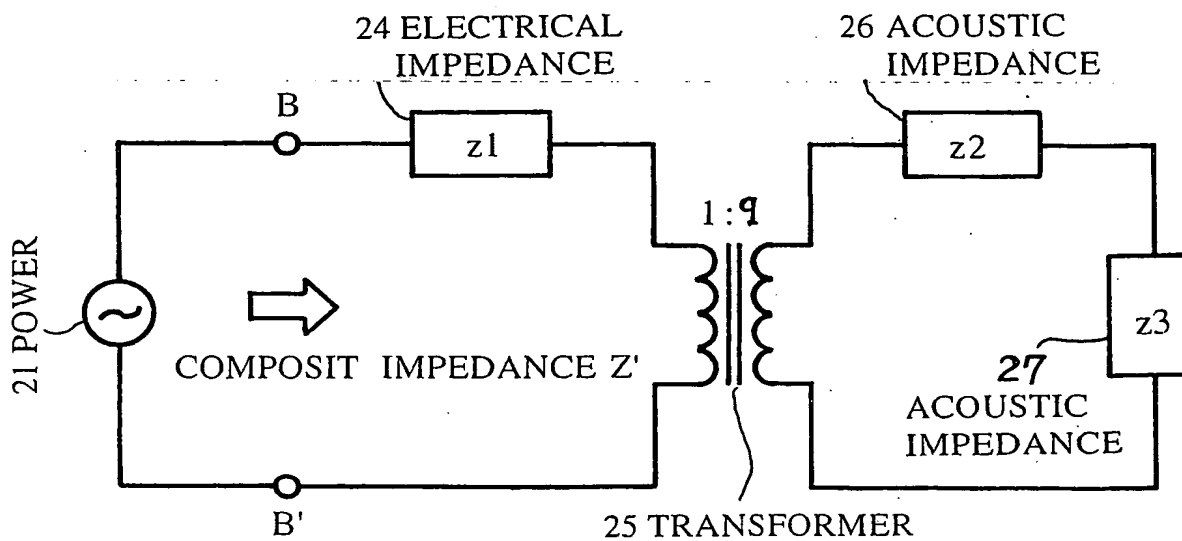 24 ELECTRICAL
IMPEDANCE
26 ACOUSTIC
IMPEDANCE
B
z1
z2
1:9
21 POWER
z3
COMPOSIT IMPEDANCE Z'
27
ACOUSTIC
IMPEDANCE
B'
25 TRANSFORMER